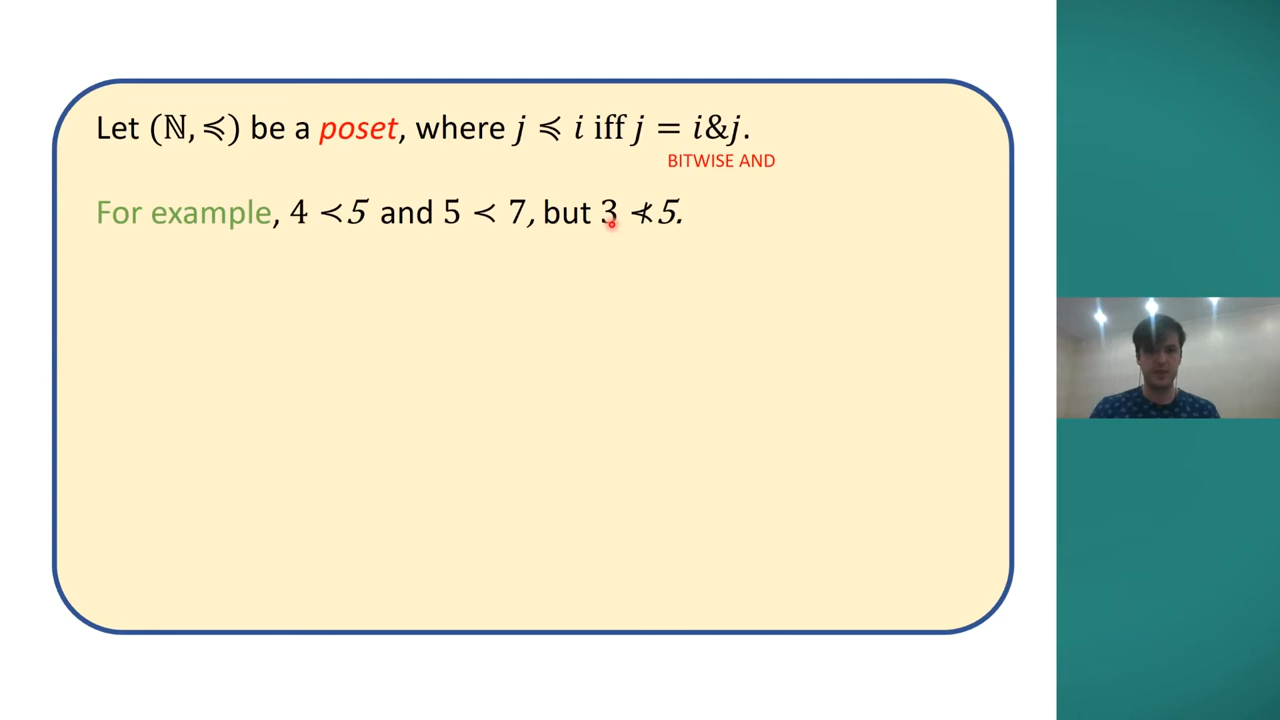 Let (ℕ, ≼) be a poset, where j ≼ i iff j = i&j.
BITWISE AND
For example, 4 ≺ 5 and 5 ≺ 7, but 3 ⊀ 5.